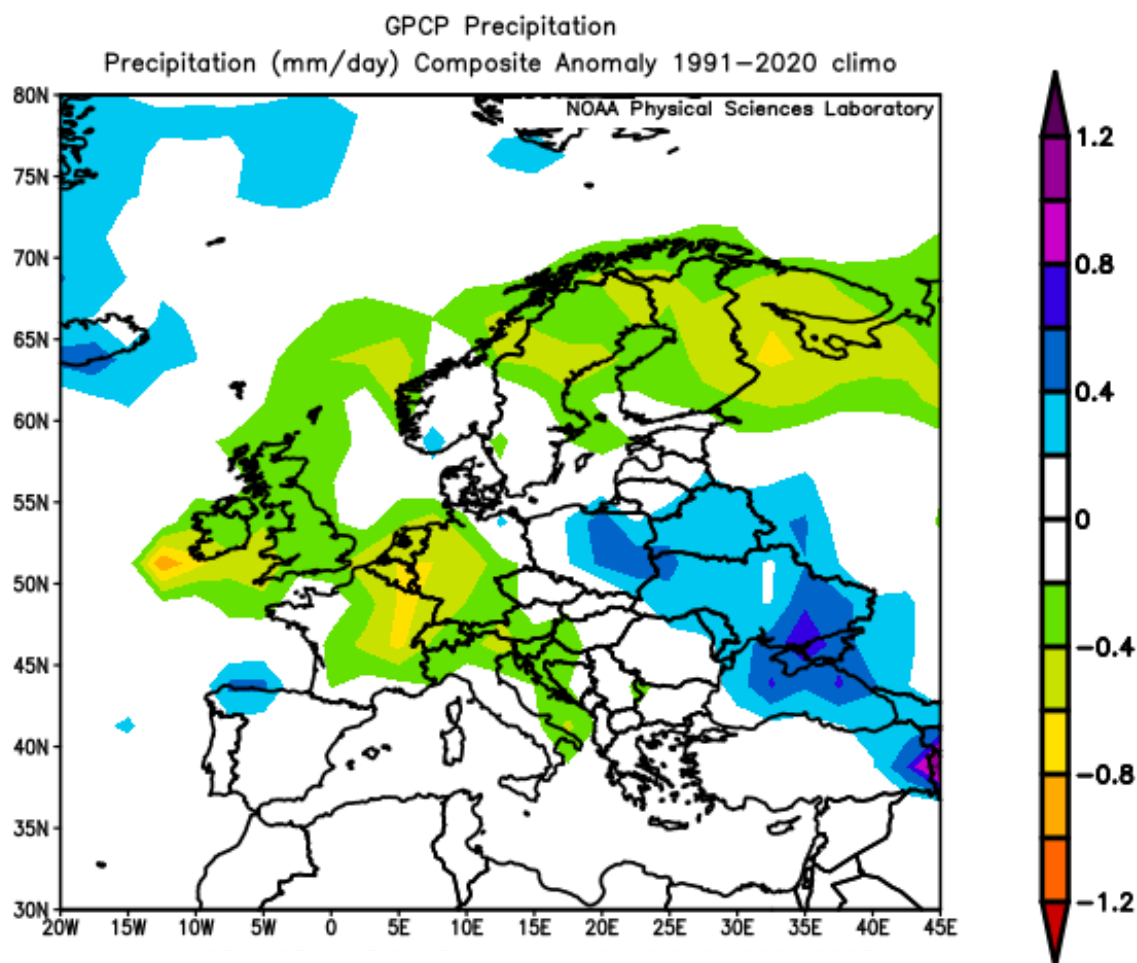 GPCP Precipitation
Precipitation (mm/day) Composite Anomaly 1991−2020 climo
NOAA Physical Sciences Laboratory
80N
75N
70N
65N
60N
55N
50N
45N
40N
35N
30N
20W 15W 10W 5W 0 5E 10E 15E 20E 25E 30E 35E 40E 45E
1.2
0.8
0.4
0
−0.4
−0.8
−1.2